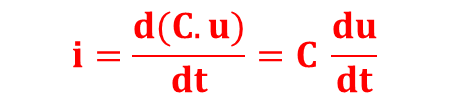 i = d(C. u)/dt = C du/dt